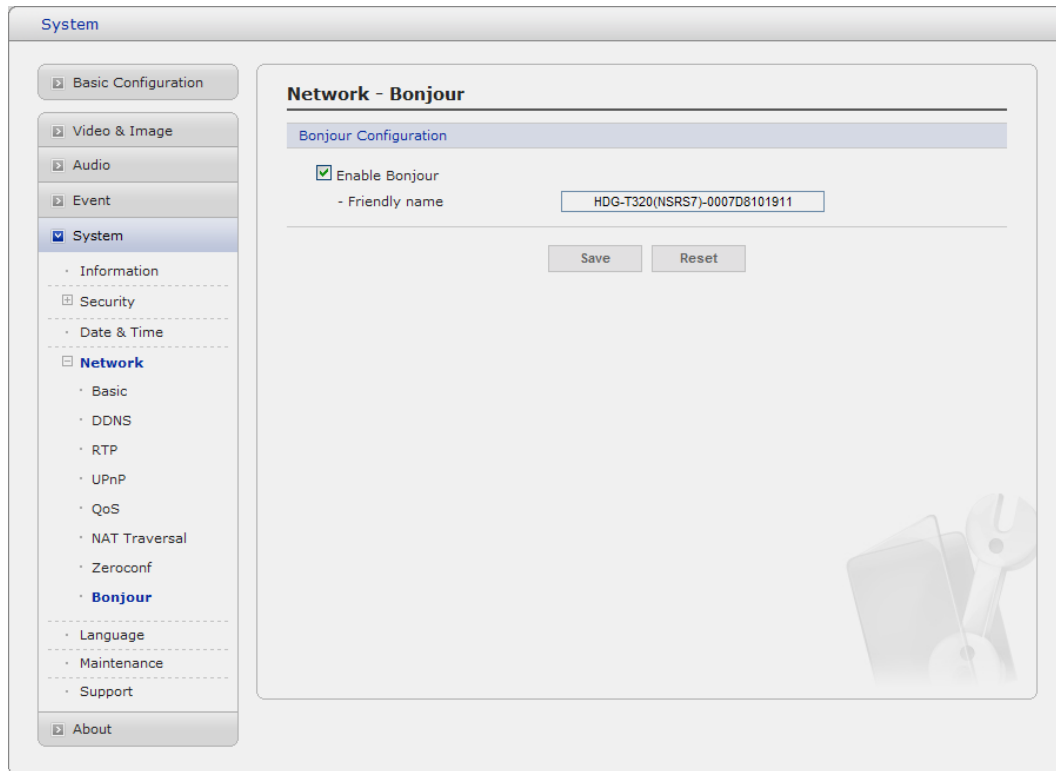 System
Basic Configuration
Video & Image
Audio
Event
System
Information
Security
Date & Time
Network
Basic
DDNS
RTP
UPnP
QoS
NAT Traversal
Zeroconf
Bonjour
Language
Maintenance
Support
About
Network - Bonjour
Bonjour Configuration
Enable Bonjour
- Friendly name HDG-T320(NSRS7)-0007D8101911
Save Reset